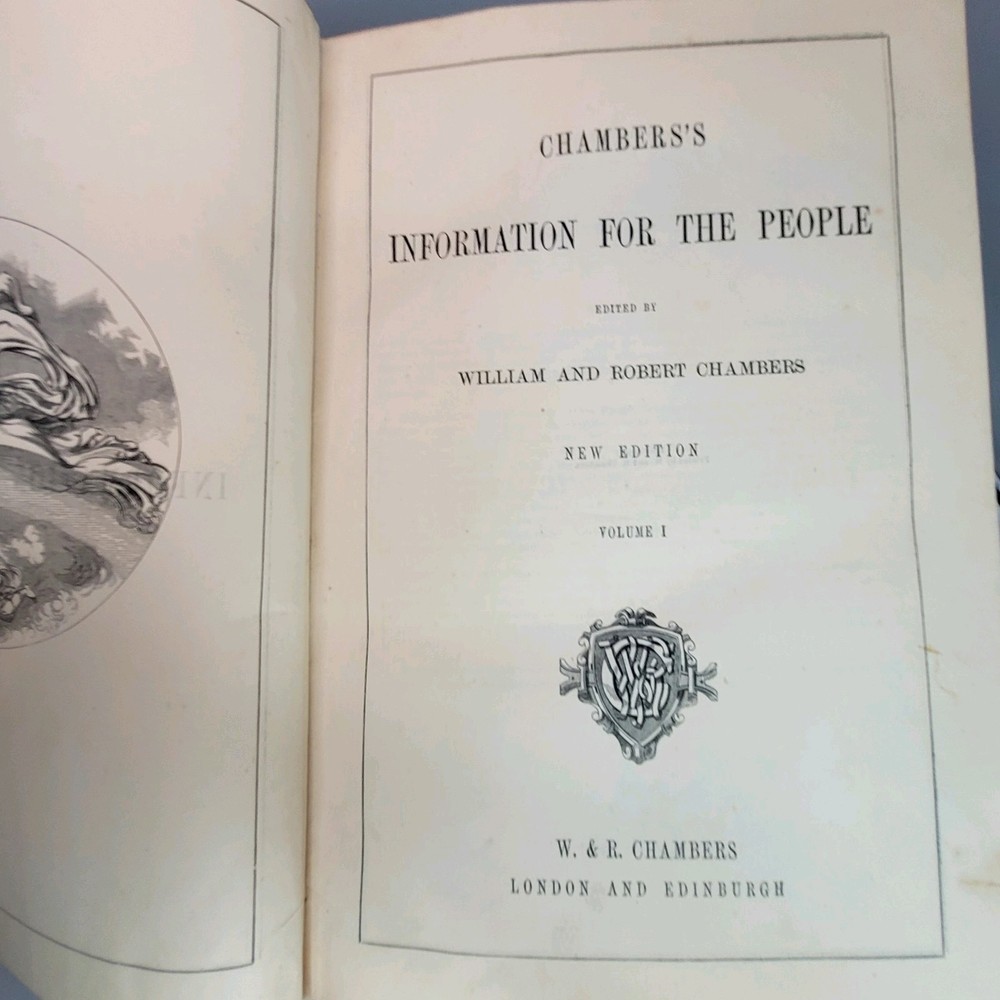 CHAMBERS'S
INFORMATION FOR THE PEOPLE
EDITED BY
WILLIAM AND ROBERT CHAMBERS
NEW EDITION
VOLUME I
W. & R. CHAMBERS
LONDON AND EDINBURGH